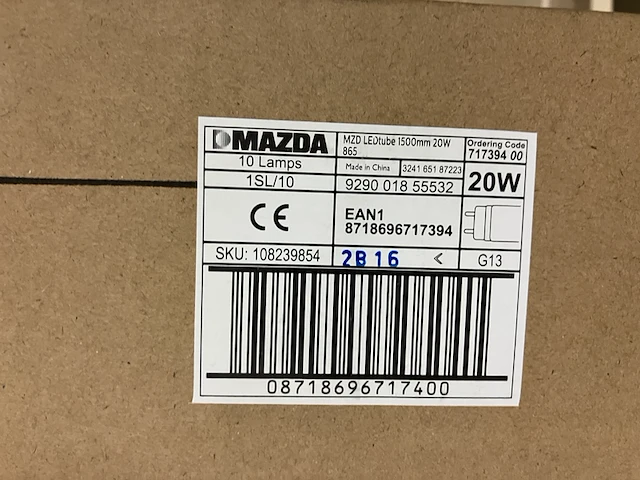 MAZDA
MZD LEDtube 1500mm 20W
865
Ordering Code
717394 00
10 Lamps
Made in China
3241 651 87223
1SL/10
9290 018 55532
20W
CE
EAN1
8718696717394
SKU: 108239854
2B16
<
G13
08718696717400